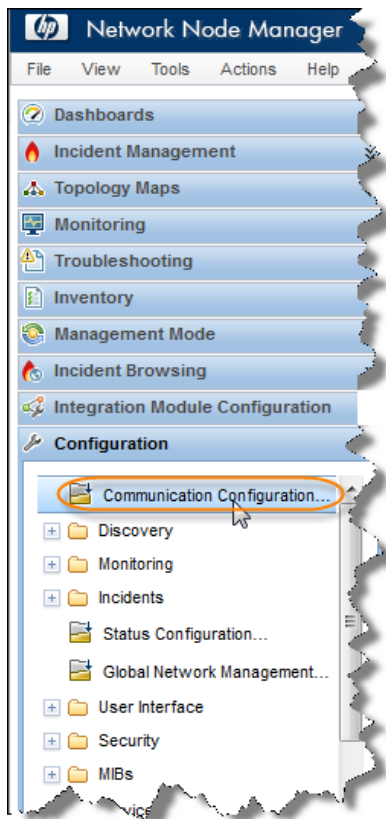 hp Network Node Manager
File View Tools Actions Help
Dashboards
Incident Management
Topology Maps
Monitoring
Troubleshooting
Inventory
Management Mode
Incident Browsing
Integration Module Configuration
Configuration
Communication Configuration...
Discovery
Monitoring
Incidents
Status Configuration...
Global Network Management...
User Interface
Security
MIBs